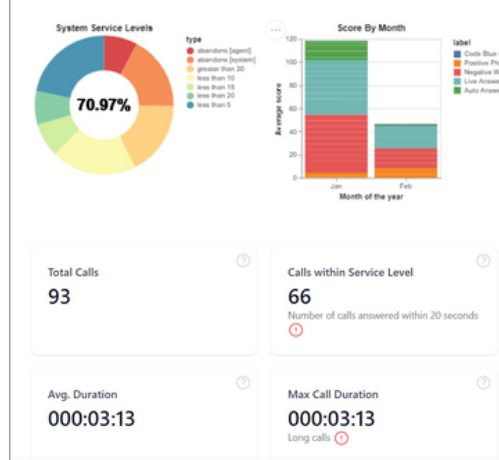 System Service Levels
type
abandons [agent]
abandons [system]
greater than 20
less than 10
less than 15
less than 20
less than 5
70.97%
Score By Month
120
100
80
60
40
20
0
Average score
Jan
Feb
Month of the year
label
Code Blue
Positive
Negative
Live
Auto
Total Calls
93
Calls within Service Level
66
Number of calls answered within 20 seconds
Avg. Duration
000:03:13
Max Call Duration
000:03:13
Long calls